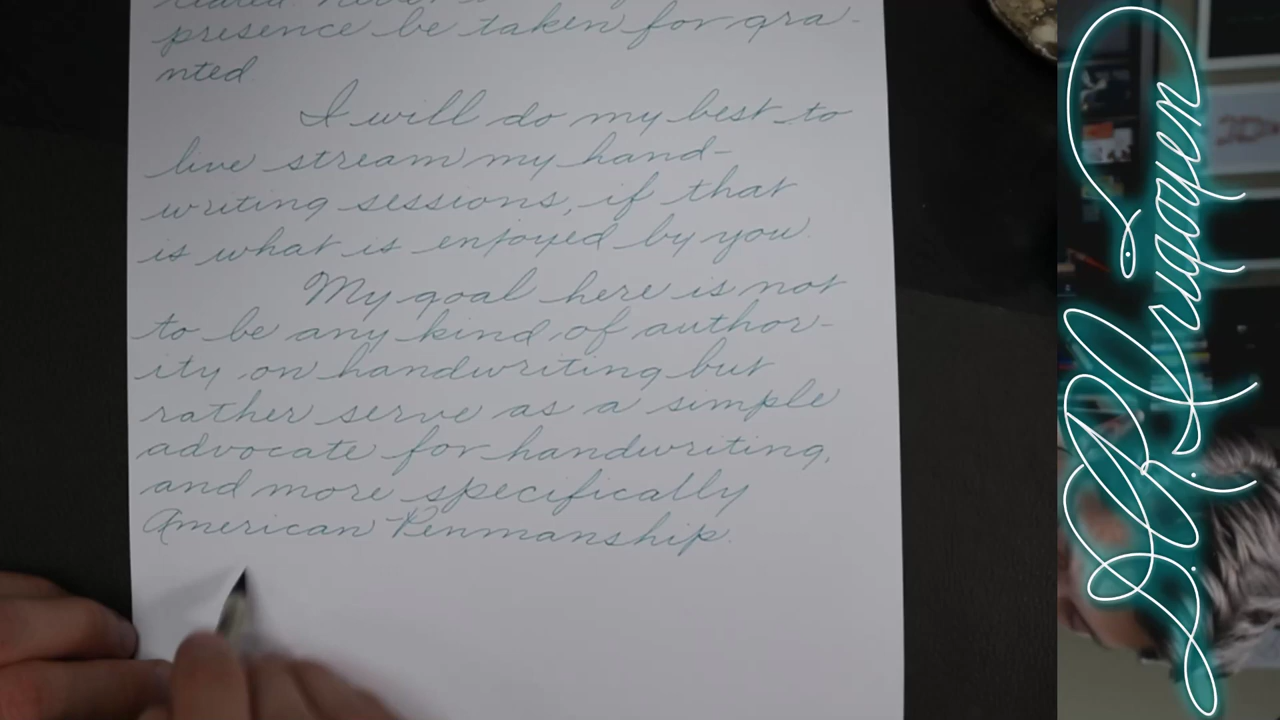 presence be taken for gra-
nted
I will do my best to
live stream my hand-
writing sessions, if that
is what is enjoyed by you.
My goal here is not
to be any kind of author-
ity on handwriting but
rather serve as a simple
advocate for handwriting,
and more specifically
American Penmanship.